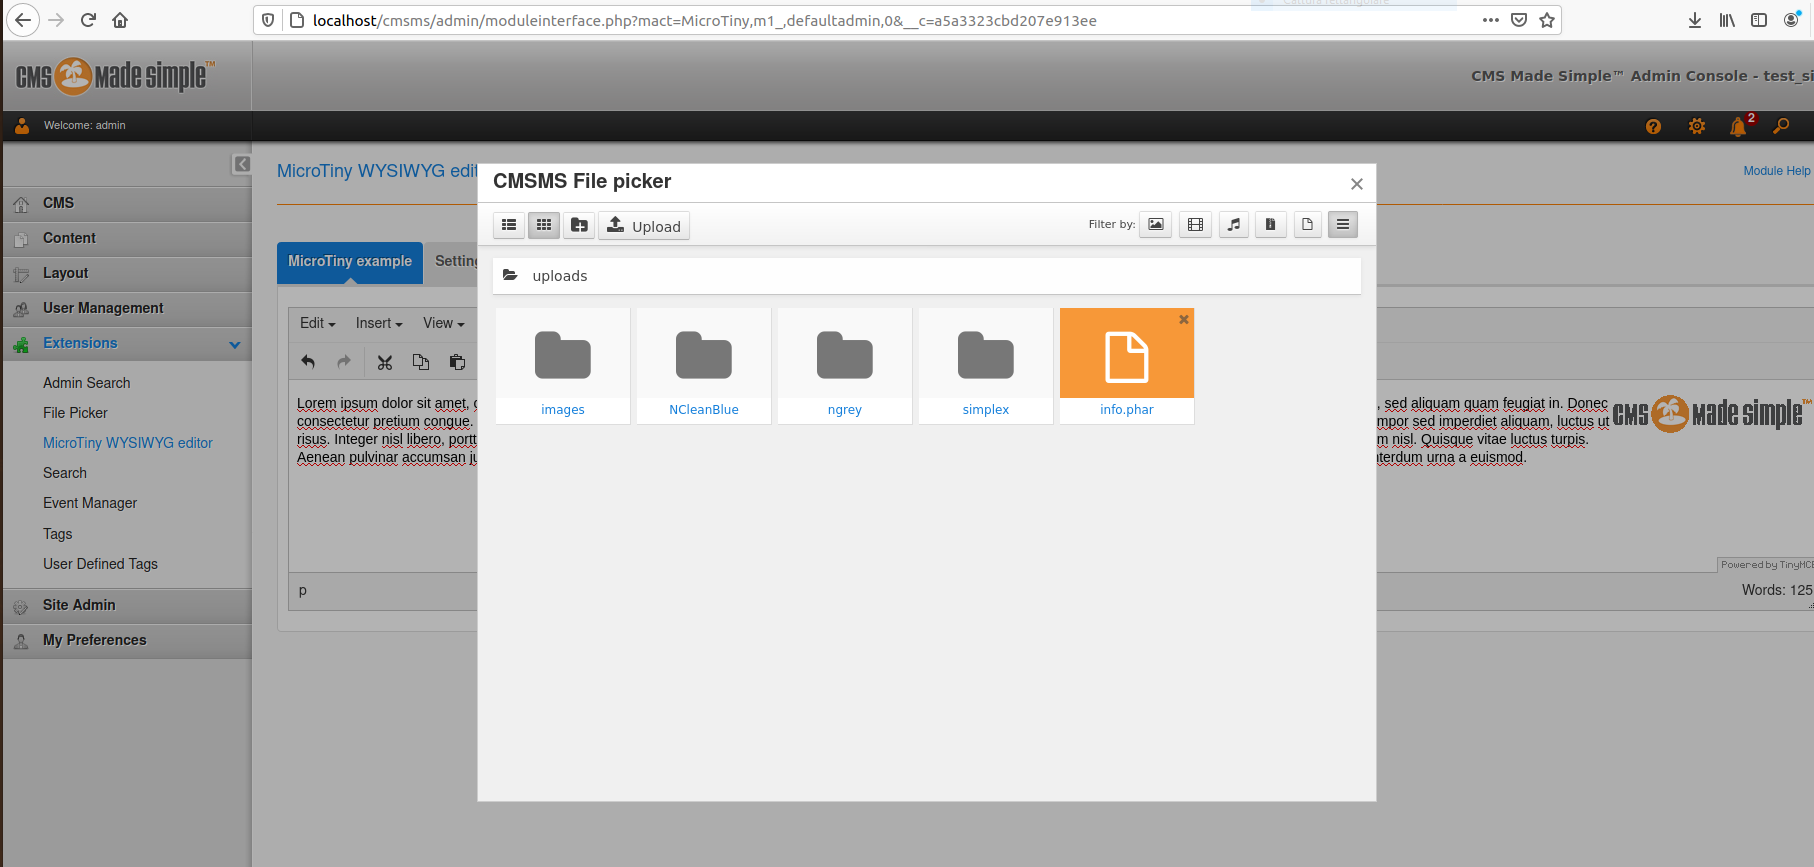 localhost/cmsms/admin/moduleinterface.php?mact=MicroTiny,m1_,defaultadmin,0&__c=a5a3323cbd207e913ee
CMS Made Simple™
CMS Made Simple™ Admin Console - test_si
Welcome: admin
2
MicroTiny WYSIWYG edi
Module Help
CMS
Content
Layout
User Management
Extensions
Admin Search
File Picker
MicroTiny WYSIWYG editor
Search
Event Manager
Tags
User Defined Tags
Site Admin
My Preferences
MicroTiny example
Settin
Edit
Insert
View
Lorem ipsum dolor sit amet,
consectetur pretium congue.
risus. Integer nisl libero, portt
Aenean pulvinar accumsan ju
, sed aliquam quam feugiat in. Donec
mpor sed imperdiet aliquam, luctus ut
m nisl. Quisque vitae luctus turpis.
nterdum urna a euismod.
CMS Made Simple™
p
Powered by TinyMCE
Words: 125
CMSMS File picker
×
Upload
Filter by:
uploads
images
NCleanBlue
ngrey
simplex
info.phar